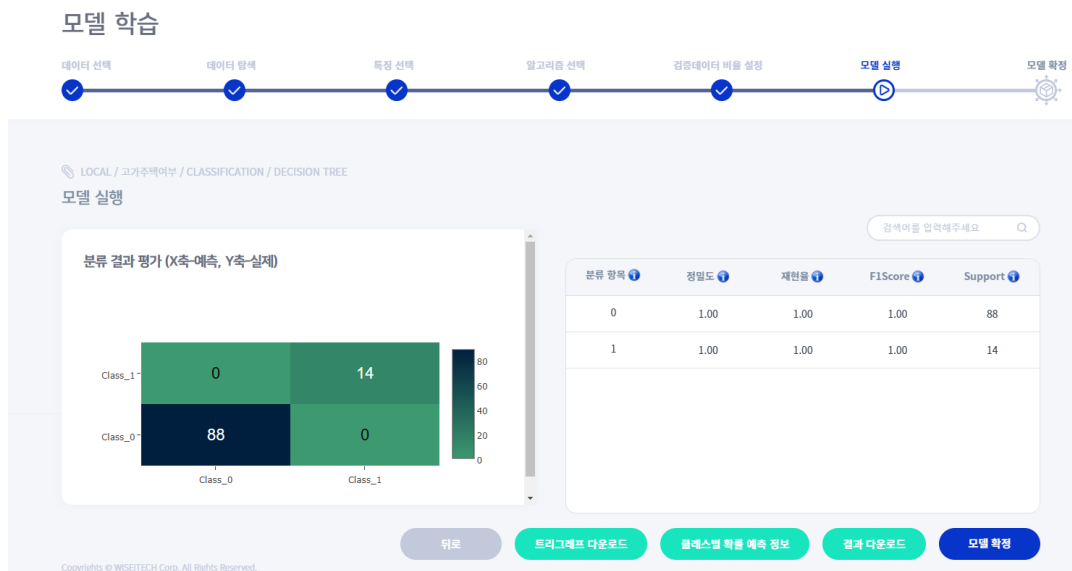 모델 학습
데이터 선택 데이터 탐색 특징 선택 알고리즘 선택 검증데이터 비율 설정 모델 실행 모델 확정
LOCAL / 고가주택여부 / CLASSIFICATION / DECISION TREE
모델 실행
검색어를 입력해주세요
분류 결과 평가 (X축-예측, Y축-실제)
Class_1 0 14
Class_0 88 0
Class_0 Class_1
80
60
40
20
0
분류 항목 정밀도 재현율 F1Score Support
0 1.00 1.00 1.00 88
1 1.00 1.00 1.00 14
뒤로 트리그래프 다운로드 클래스별 확률 예측 정보 결과 다운로드 모델 확정
Copyrights © WISEITECH Corp. All Rights Reserved.